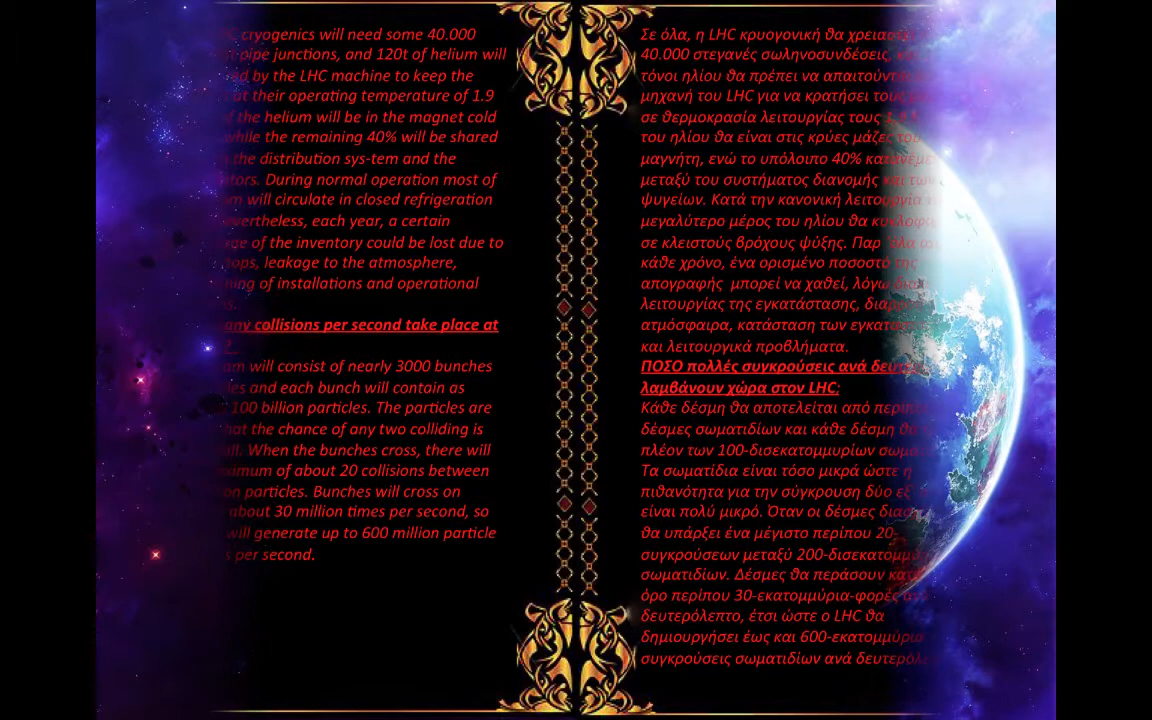 cryogenics will need some 40.000
pipe junctions, and 120t of helium will
by the LHC machine to keep the
at their operating temperature of 1.9
of the helium will be in the magnet cold
while the remaining 40% will be shared
the distribution sys-tem and the
During normal operation most of
will circulate in closed refrigeration
each year, a certain
of the inventory could be lost due to
leakage to the atmosphere,
of installations and operational
collisions per second take place at
will consist of nearly 3000 bunches
and each bunch will contain as
100 billion particles. The particles are
that the chance of any two colliding is
When the bunches cross, there will
of about 20 collisions between
particles. Bunches will cross on
about 30 million times per second, so
will generate up to 600 million particle
per second.
Σε όλα, η LHC κρυογονική θα
40.000 στεγανές σωληνοσυνδέσεις,
τόνοι ηλίου θα πρέπει να
μηχανή του LHC για να κρατήσει τους
σε θερμοκρασία λειτουργίας τους
του ηλίου θα είναι στις κρύες μάζες του
μαγνήτη, ενώ το υπόλοιπο 40%
μεταξύ του συστήματος διανομής και των
ψυγείων. Κατά την κανονική λειτουργία
μεγαλύτερο μέρος του ηλίου θα
σε κλειστούς βρόχους ψύξης. Παρ 'όλα
κάθε χρόνο, ένα ορισμένο ποσοστό της
απογραφής μπορεί να χαθεί, λόγω
λειτουργίας της εγκατάστασης,
ατμόσφαιρα, κατάσταση των
και λειτουργικά προβλήματα.
ΠΟΣΟ πολλές συγκρούσεις ανά
λαμβάνουν χώρα στον LHC;
Κάθε δέσμη θα αποτελείται από
δέσμες σωματιδίων και κάθε δέσμη
πλέον των 100-δισεκατομμυρίων
Τα σωματίδια είναι τόσο μικρά ώστε η
πιθανότητα για την σύγκρουση δύο εξ'
είναι πολύ μικρό. Όταν οι δέσμες
θα υπάρξει ένα μέγιστο περίπου 20-
συγκρούσεων μεταξύ
σωματιδίων. Δέσμες θα περάσουν κατά
όρο περίπου 30-εκατομμύρια-φορές ανά
δευτερόλεπτο, έτσι ώστε ο LHC θα
δημιουργήσει έως και 600-εκατομμύρια
συγκρούσεις σωματιδίων ανά